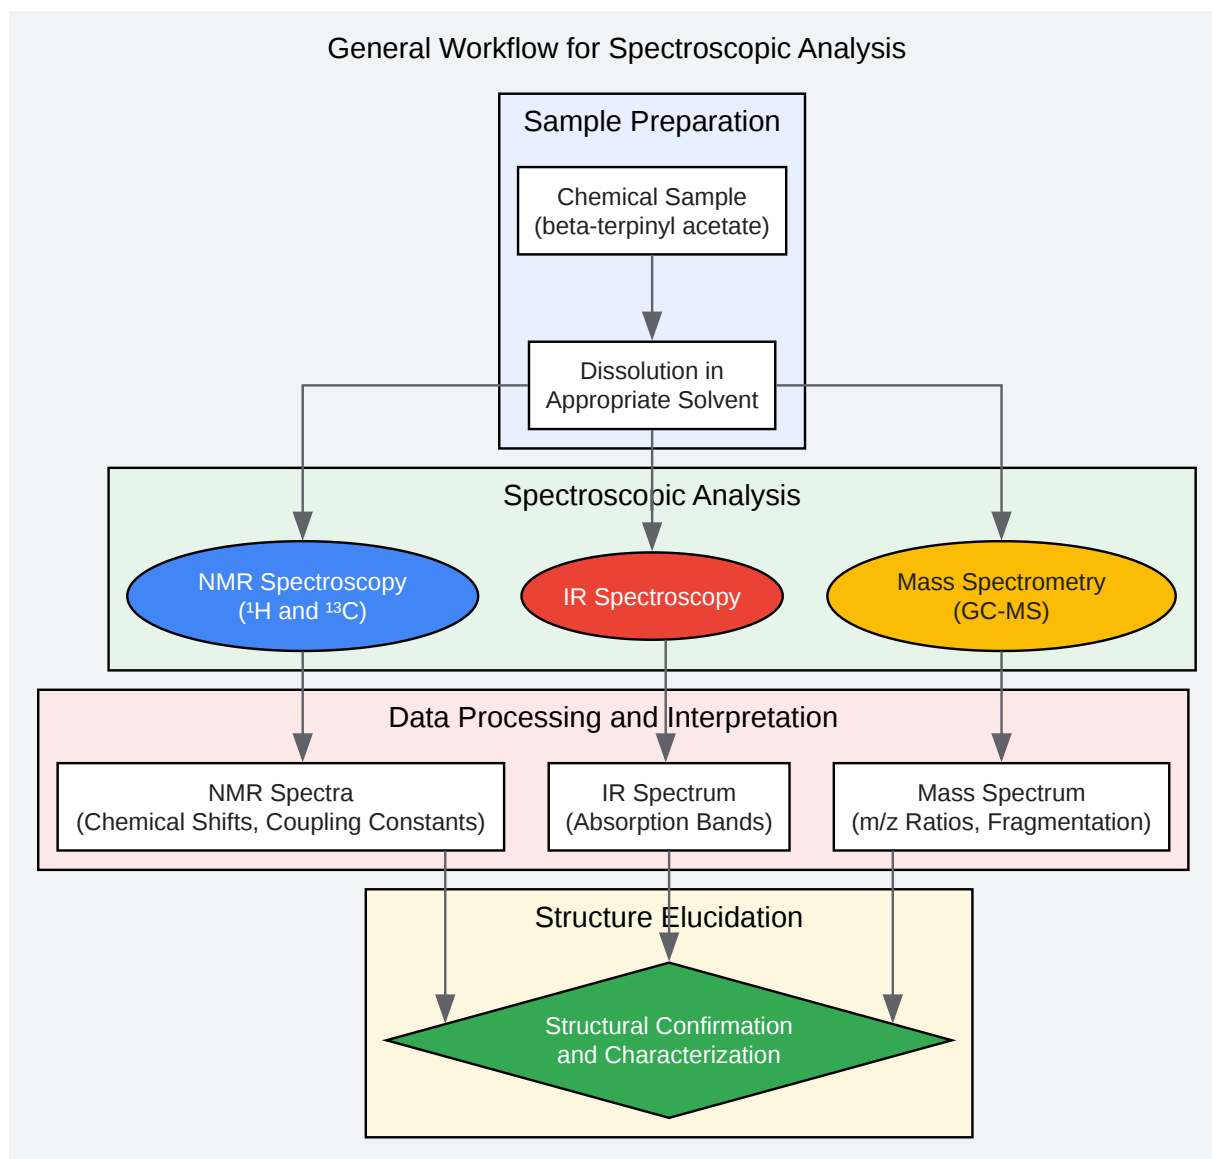 General Workflow for Spectroscopic Analysis
Sample Preparation
Chemical Sample
(beta-terpinyl acetate)
Dissolution in
Appropriate Solvent
Spectroscopic Analysis
NMR Spectroscopy
(¹H and ¹³C)
IR Spectroscopy
Mass Spectrometry
(GC-MS)
Data Processing and Interpretation
NMR Spectra
(Chemical Shifts, Coupling Constants)
IR Spectrum
(Absorption Bands)
Mass Spectrum
(m/z Ratios, Fragmentation)
Structure Elucidation
Structural Confirmation
and Characterization